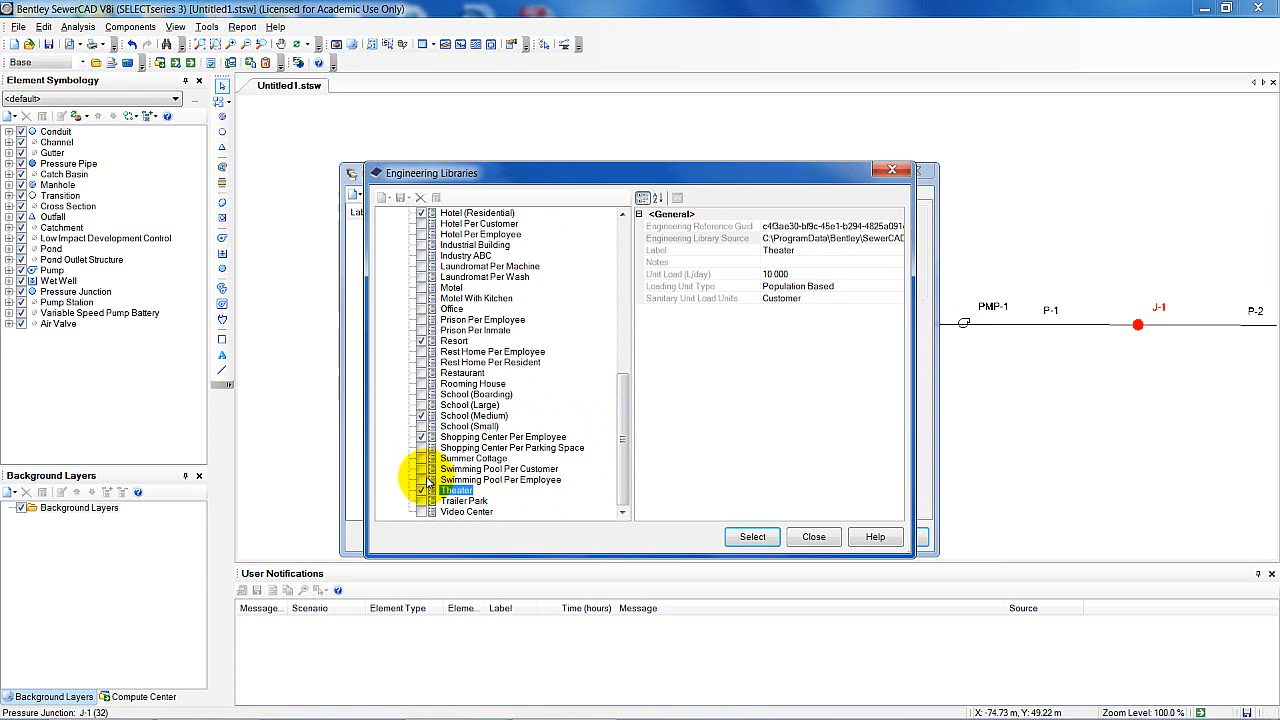 Bentley SewerCAD V8i (SELECTseries 3) [Untitled1.stsw] (Licensed for Academic Use Only)
File Edit Analysis Components View Tools Report Help
Base
Element Symbology
Untitled1.stsw
<default>
Conduit
Channel
Gutter
Pressure Pipe
Catch Basin
Manhole
Transition
Cross Section
Outfall
Catchment
Low Impact Development Control
Pond
Pond Outlet Structure
Pump
Wet Well
Pressure Junction
Pump Station
Variable Speed Pump Battery
Air Valve
Engineering Libraries
Hotel (Residential)
Hotel Per Customer
Hotel Per Employee
Industrial Building
Industry ABC
Laundromat Per Machine
Laundromat Per Wash
Motel
Motel With Kitchen
Office
Prison Per Employee
Prison Per Inmate
Resort
Rest Home Per Employee
Rest Home Per Resident
Restaurant
Rooming House
School (Boarding)
School (Large)
School (Medium)
School (Small)
Shopping Center Per Employee
Shopping Center Per Parking Space
Summer Cottage
Swimming Pool Per Customer
Swimming Pool Per Employee
Theater
Trailer Park
Video Center
<General>
Engineering Reference Guid c4f3ae30-bf9c-45e1-b294-4825a091
Engineering Library Source C:\ProgramData\Bentley\SewerCAD
Label Theater
Notes
Unit Load (L/day) 10.000
Loading Unit Type Population Based
Sanitary Unit Load Units Customer
Select Close Help
PMP-1 P-1 J-1 P-2
Background Layers
Background Layers
User Notifications
Message... Scenario Element Type Eleme... Label Time (hours) Message Source
Background Layers Compute Center
Pressure Junction: J-1 (32)
X: -74.73 m, Y: 49.22 m Zoom Level: 100.0 %